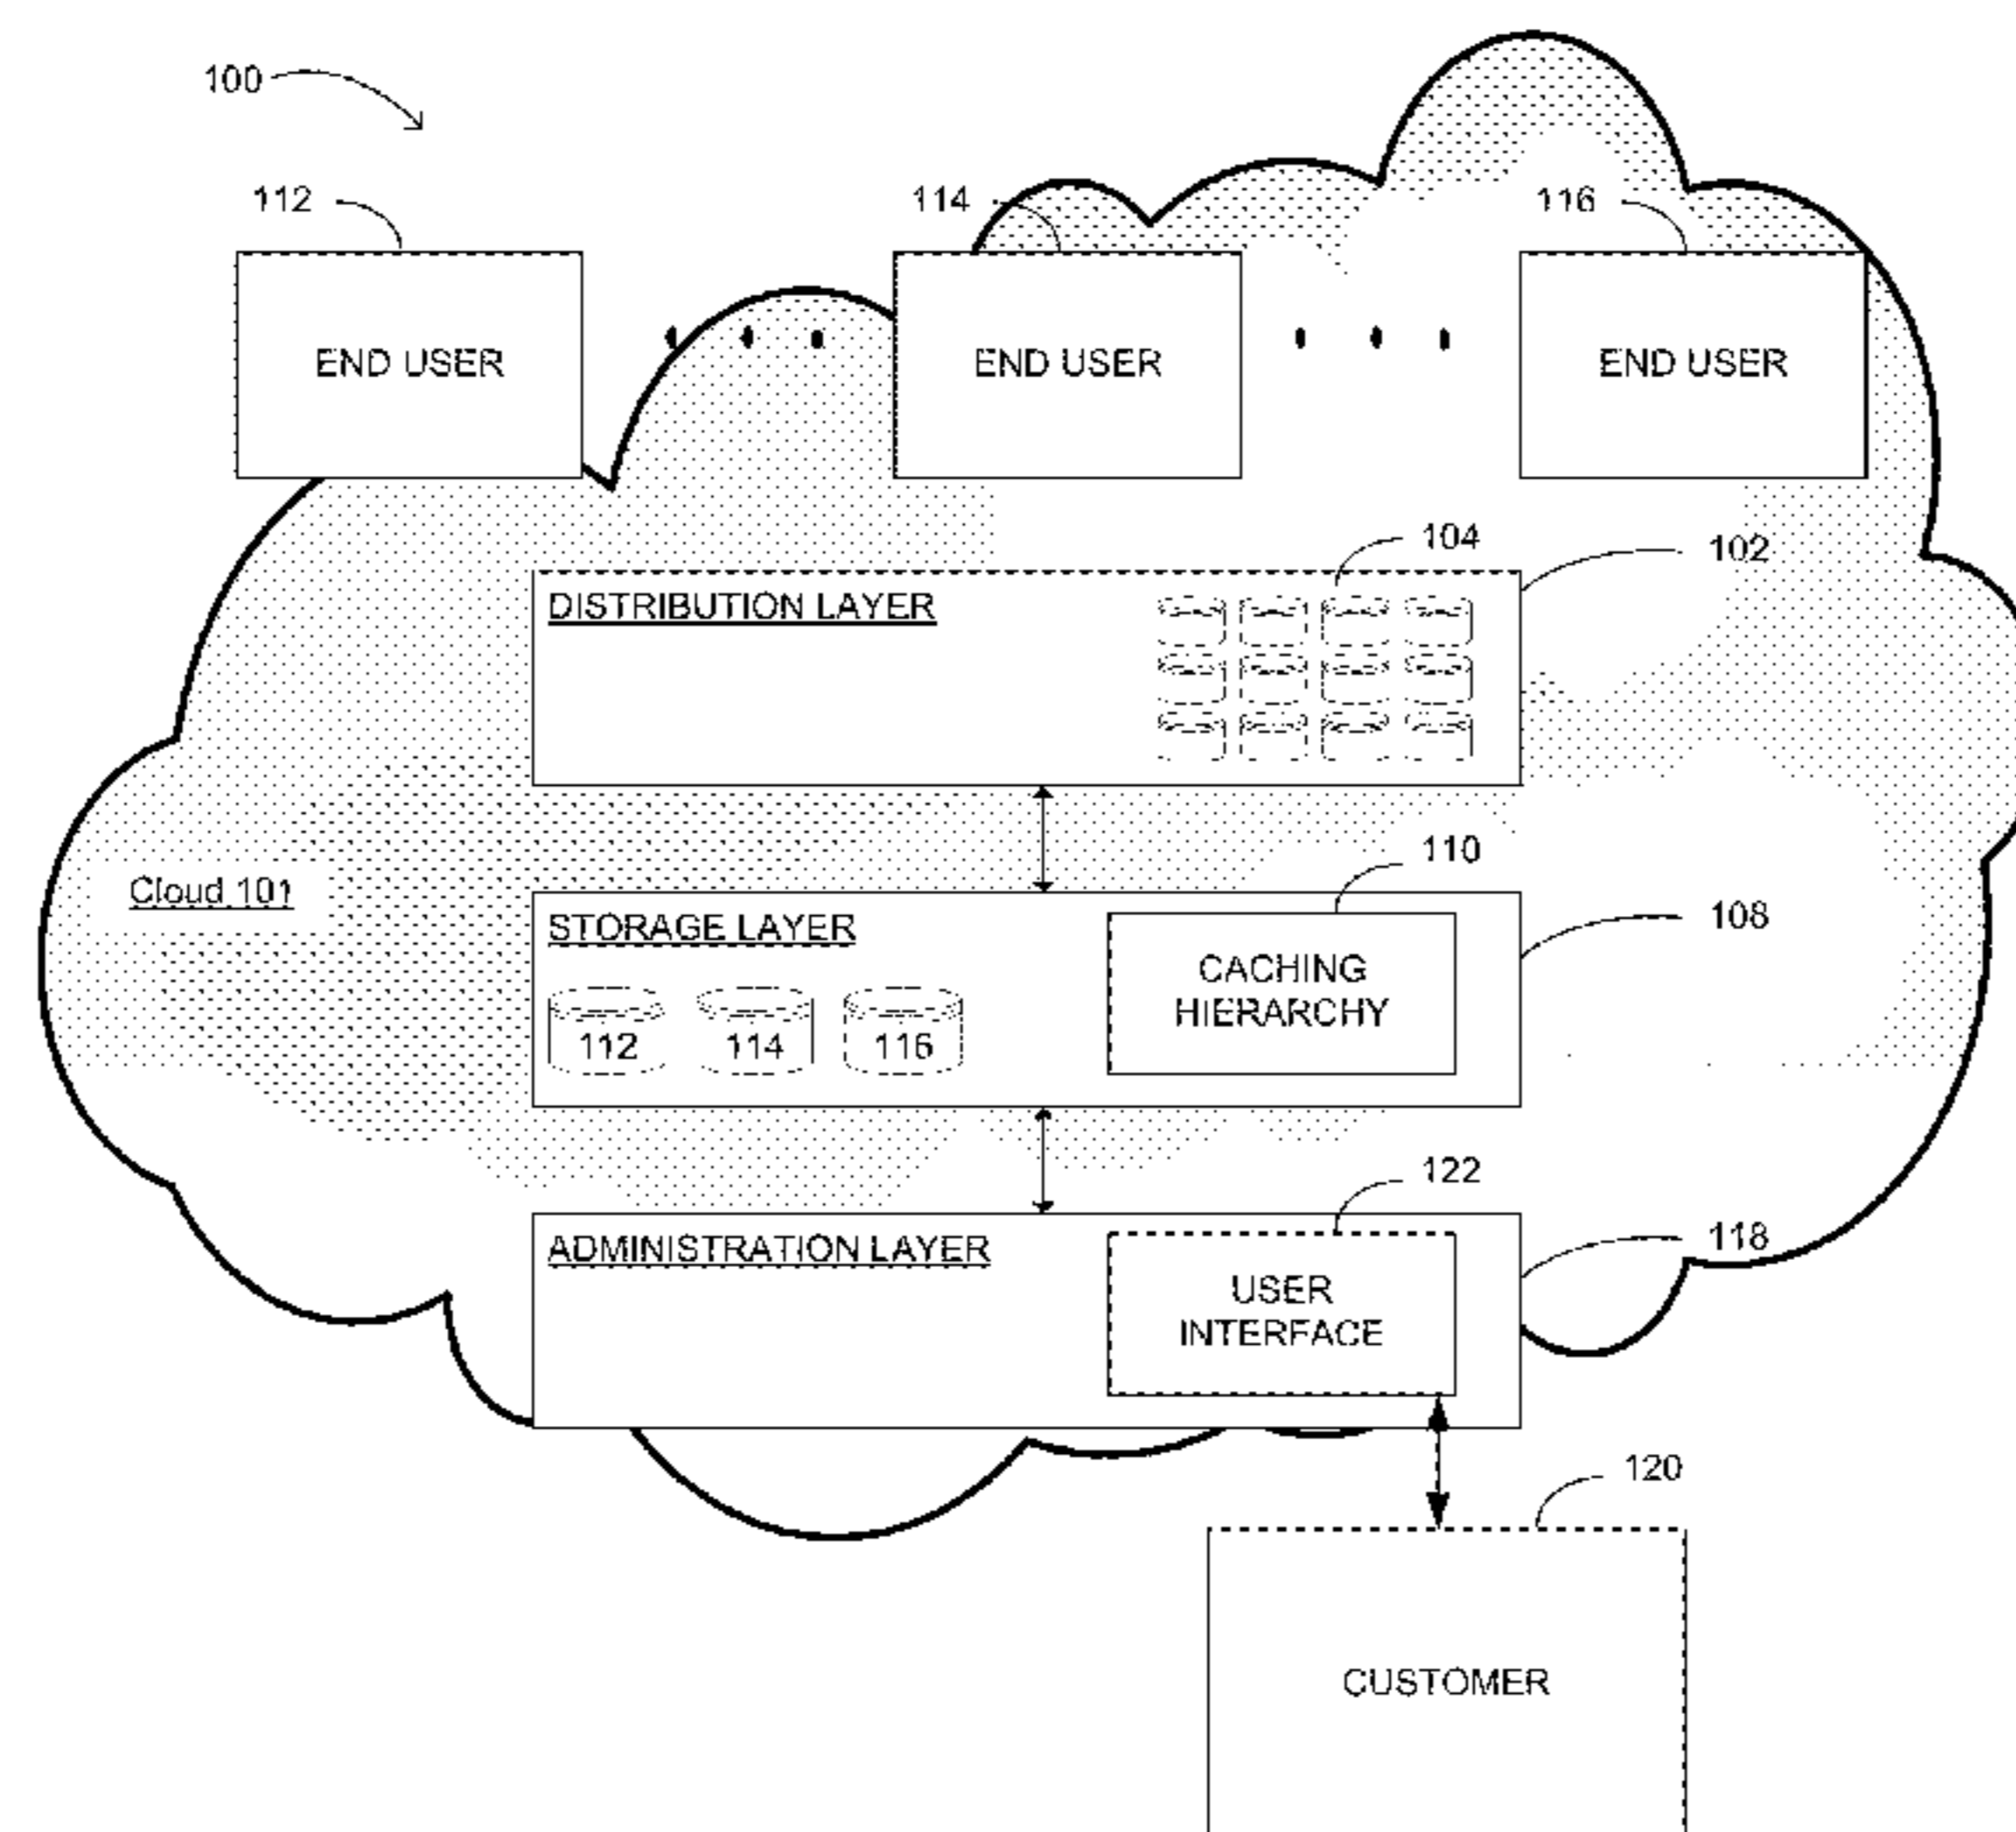 100
112
114
116
END USER
END USER
END USER
104
102
DISTRIBUTION LAYER
110
Cloud 101
108
STORAGE LAYER
CACHING
HIERARCHY
112
114
116
122
118
ADMINISTRATION LAYER
USER
INTERFACE
120
CUSTOMER